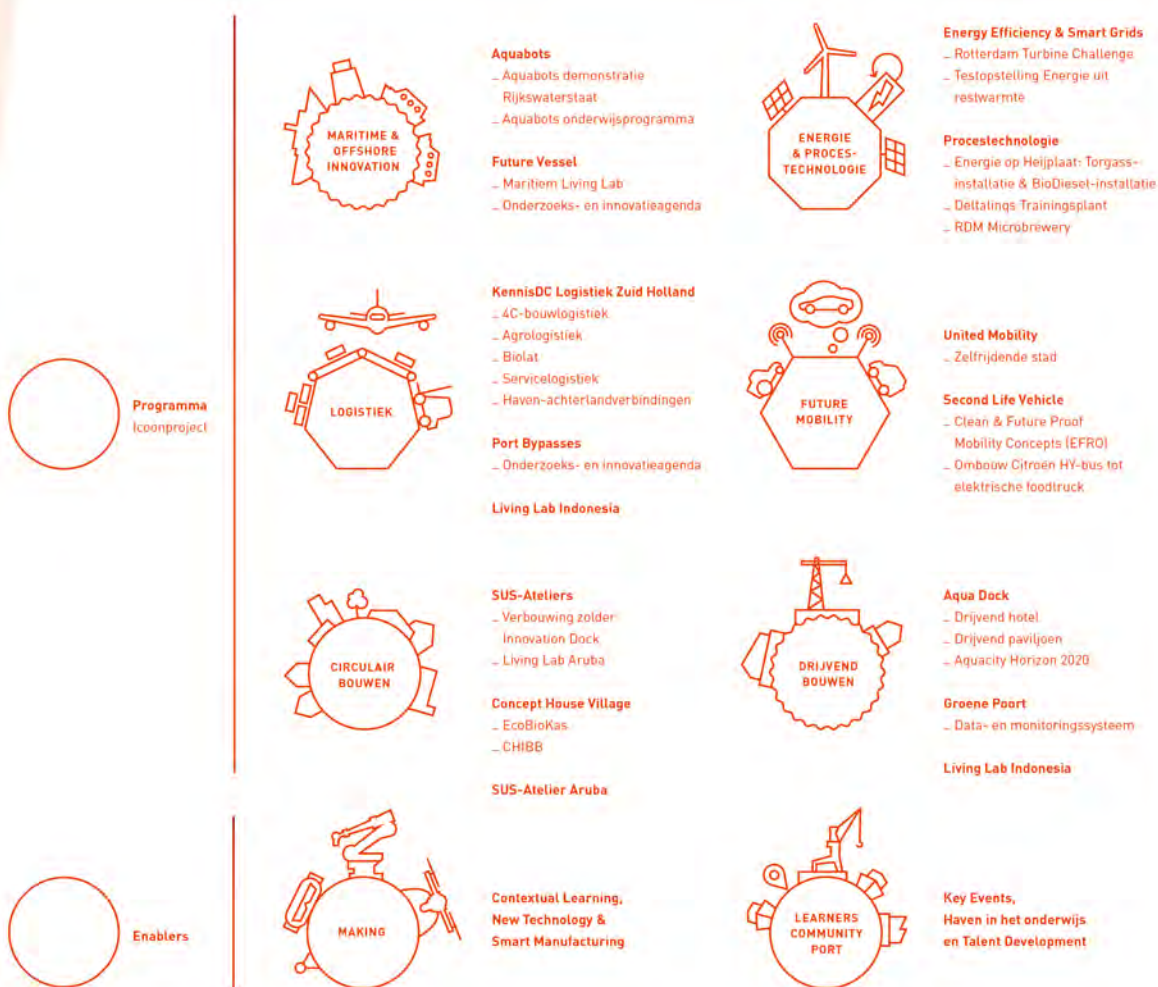 Programma
Icoonproject
MARITIME &
OFFSHORE
INNOVATION
Aquabots
_ Aquabots demonstratie
Rijkswaterstaat
_ Aquabots onderwijsprogramma
Future Vessel
_ Maritiem Living Lab
_ Onderzoeks- en innovatieagenda
ENERGIE
& PROCES-
TECHNOLOGIE
Energy Efficiency & Smart Grids
_ Rotterdam Turbine Challenge
_ Testopstelling Energie uit
restwarmte
Procestechnologie
_ Energie op Heijplaat: Torgass-
installatie & BioDiesel-installatie
_ Deltalinqs Trainingsplant
_ RDM Microbrewery
LOGISTIEK
KennisDC Logistiek Zuid Holland
_ 4C-bouwlogistiek
_ Agrologistiek
_ Biolat
_ Servicelogistiek
_ Haven-achterlandverbindingen
Port Bypasses
_ Onderzoeks- en innovatieagenda
Living Lab Indonesia
FUTURE
MOBILITY
United Mobility
_ Zelfrijdende stad
Second Life Vehicle
_ Clean & Future Proof
Mobility Concepts (EFRO)
_ Ombouw Citroën HY-bus tot
elektrische foodtruck
CIRCULAIR
BOUWEN
SUS-Ateliers
_ Verbouwing zolder
Innovation Dock
_ Living Lab Aruba
Concept House Village
_ EcoBioKas
_ CHIBB
SUS-Atelier Aruba
DRIJVEND
BOUWEN
Aqua Dock
_ Drijvend hotel
_ Drijvend paviljoen
_ Aquacity Horizon 2020
Groene Poort
_ Data- en monitoringssysteem
Living Lab Indonesia
Enablers
MAKING
Contextual Learning,
New Technology &
Smart Manufacturing
LEARNERS
COMMUNITY
PORT
Key Events,
Haven in het onderwijs
en Talent Development